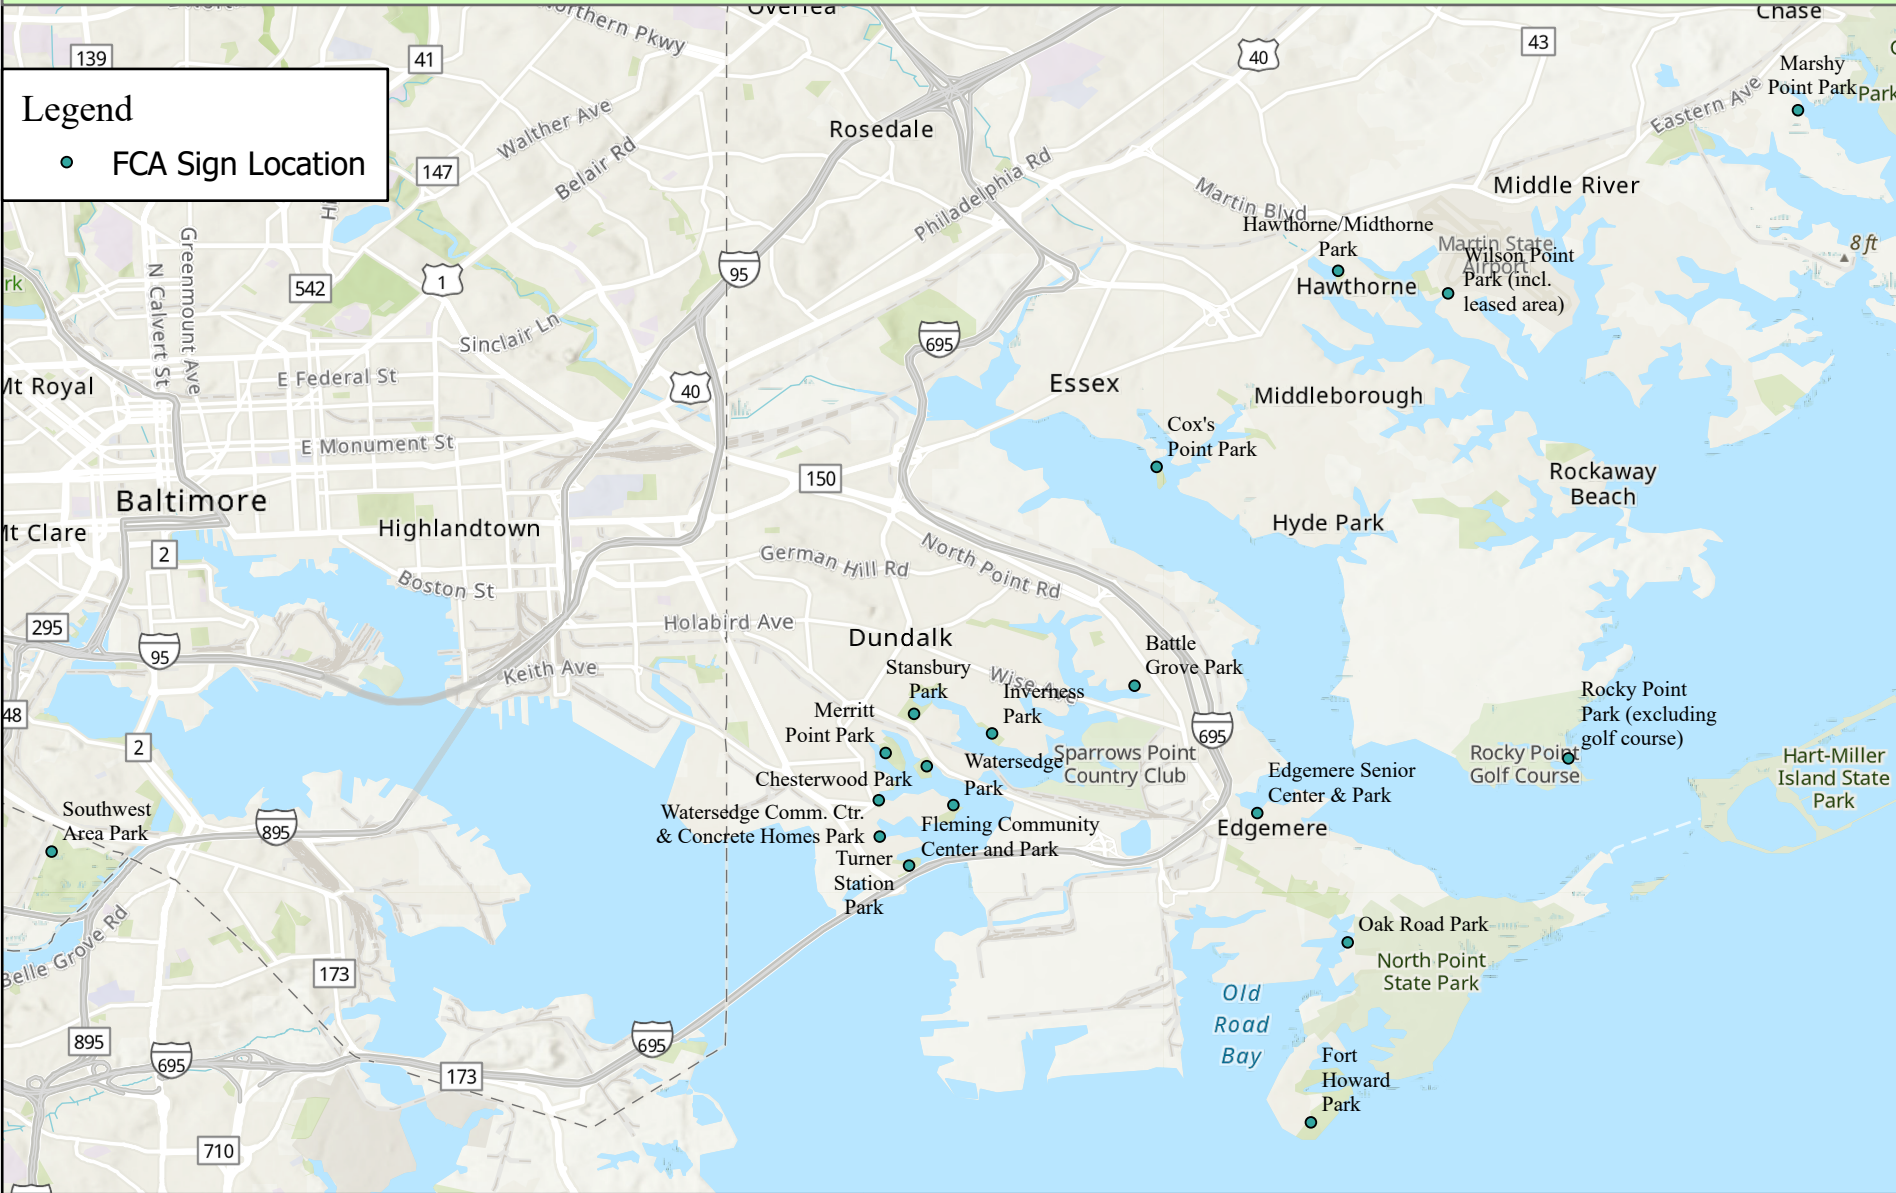 Overlea
Chase
Northern Pkwy
139
41
40
43
Marshy
Point Park
Park
Legend
FCA Sign Location
Eastern Ave
Walther Ave
Rosedale
147
Belair Rd
Philadelphia Rd
Martin Blvd
Middle River
Hawthorne/Midthorne
Park
Hawthorne
Martin State
Airport
Wilson Point
Park (incl.
leased area)
8 ft
Greenmount Ave
N Calvert St
H
rk
542
1
95
Sinclair Ln
695
E Federal St
Mt Royal
40
Essex
Middleborough
Cox's
Point Park
E Monument St
150
Rockaway
Beach
Baltimore
Highlandtown
Mt Clare
Hyde Park
2
German Hill Rd
North Point Rd
Boston St
295
Holabird Ave
Dundalk
95
Keith Ave
Stansbury
Park
Wise Ave
Battle
Grove Park
Inverness
Park
Merritt
Point Park
48
2
695
Rocky Point
Park (excluding
golf course)
Rocky Point
Golf Course
Sparrows Point
Country Club
Watersedge
Park
Hart-Miller
Island State
Park
Chesterwood Park
Edgemere Senior
Center & Park
Edgemere
Southwest
Area Park
895
Watersedge Comm. Ctr.
& Concrete Homes Park
Fleming Community
Center and Park
Turner
Station
Park
Belle Grove Rd
Oak Road Park
North Point
State Park
173
Old
Road
Bay
895
695
695
173
Fort
Howard
Park
710